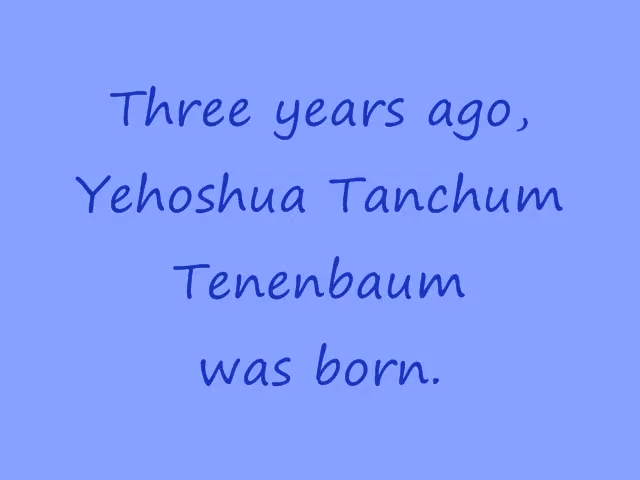 Three years ago,
Yehoshua Tanchum
Tenenbaum
was born.